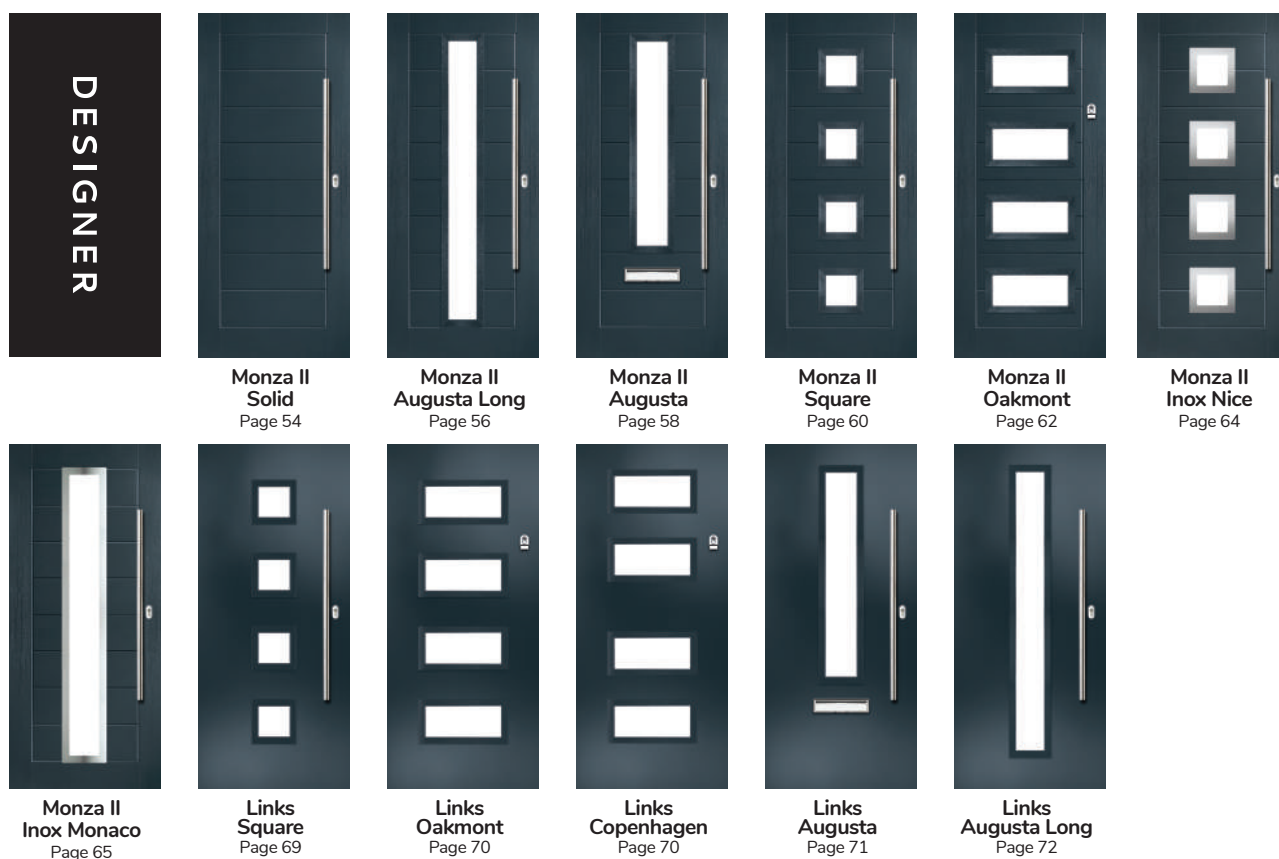 DESIGNER
Monza II
Solid
Page 54
Monza II
Augusta Long
Page 56
Monza II
Augusta
Page 58
Monza II
Square
Page 60
Monza II
Oakmont
Page 62
Monza II
Inox Nice
Page 64
Monza II
Inox Monaco
Page 65
Links
Square
Page 69
Links
Oakmont
Page 70
Links
Copenhagen
Page 70
Links
Augusta
Page 71
Links
Augusta Long
Page 72